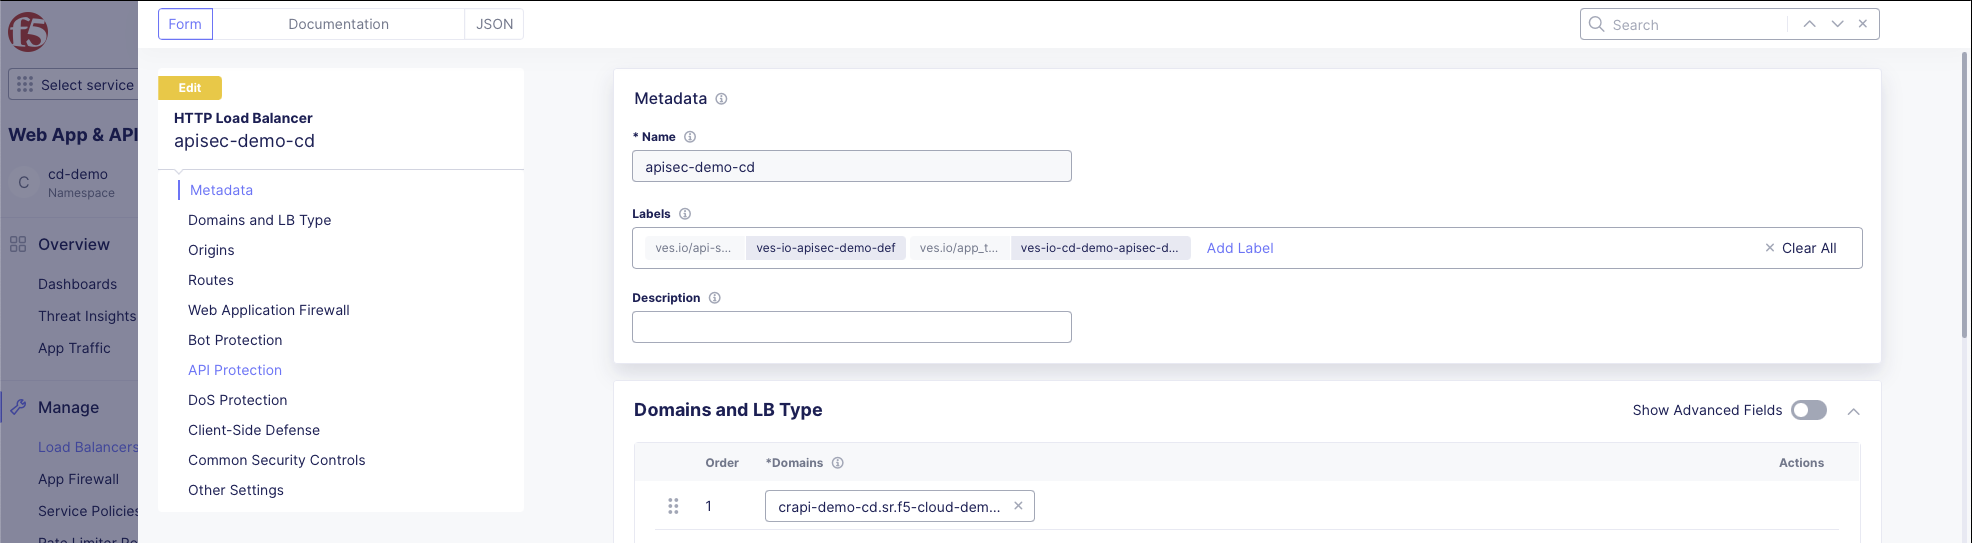 Form
Documentation
JSON
Search
f5
Select service
Web App & API
C
cd-demo
Namespace
Overview
Dashboards
Threat Insights
App Traffic
Manage
Load Balancers
App Firewall
Service Policies
Rate Limiter Po
Edit
HTTP Load Balancer
apisec-demo-cd
Metadata
Domains and LB Type
Origins
Routes
Web Application Firewall
Bot Protection
API Protection
DoS Protection
Client-Side Defense
Common Security Controls
Other Settings
Metadata
* Name
apisec-demo-cd
Labels
ves.io/api-s... ves-io-apisec-demo-def ves.io/app_t... ves-io-cd-demo-apisec-d... Add Label Clear All
Description
Domains and LB Type
Show Advanced Fields
Order *Domains Actions
1 crapi-demo-cd.sr.f5-cloud-dem...